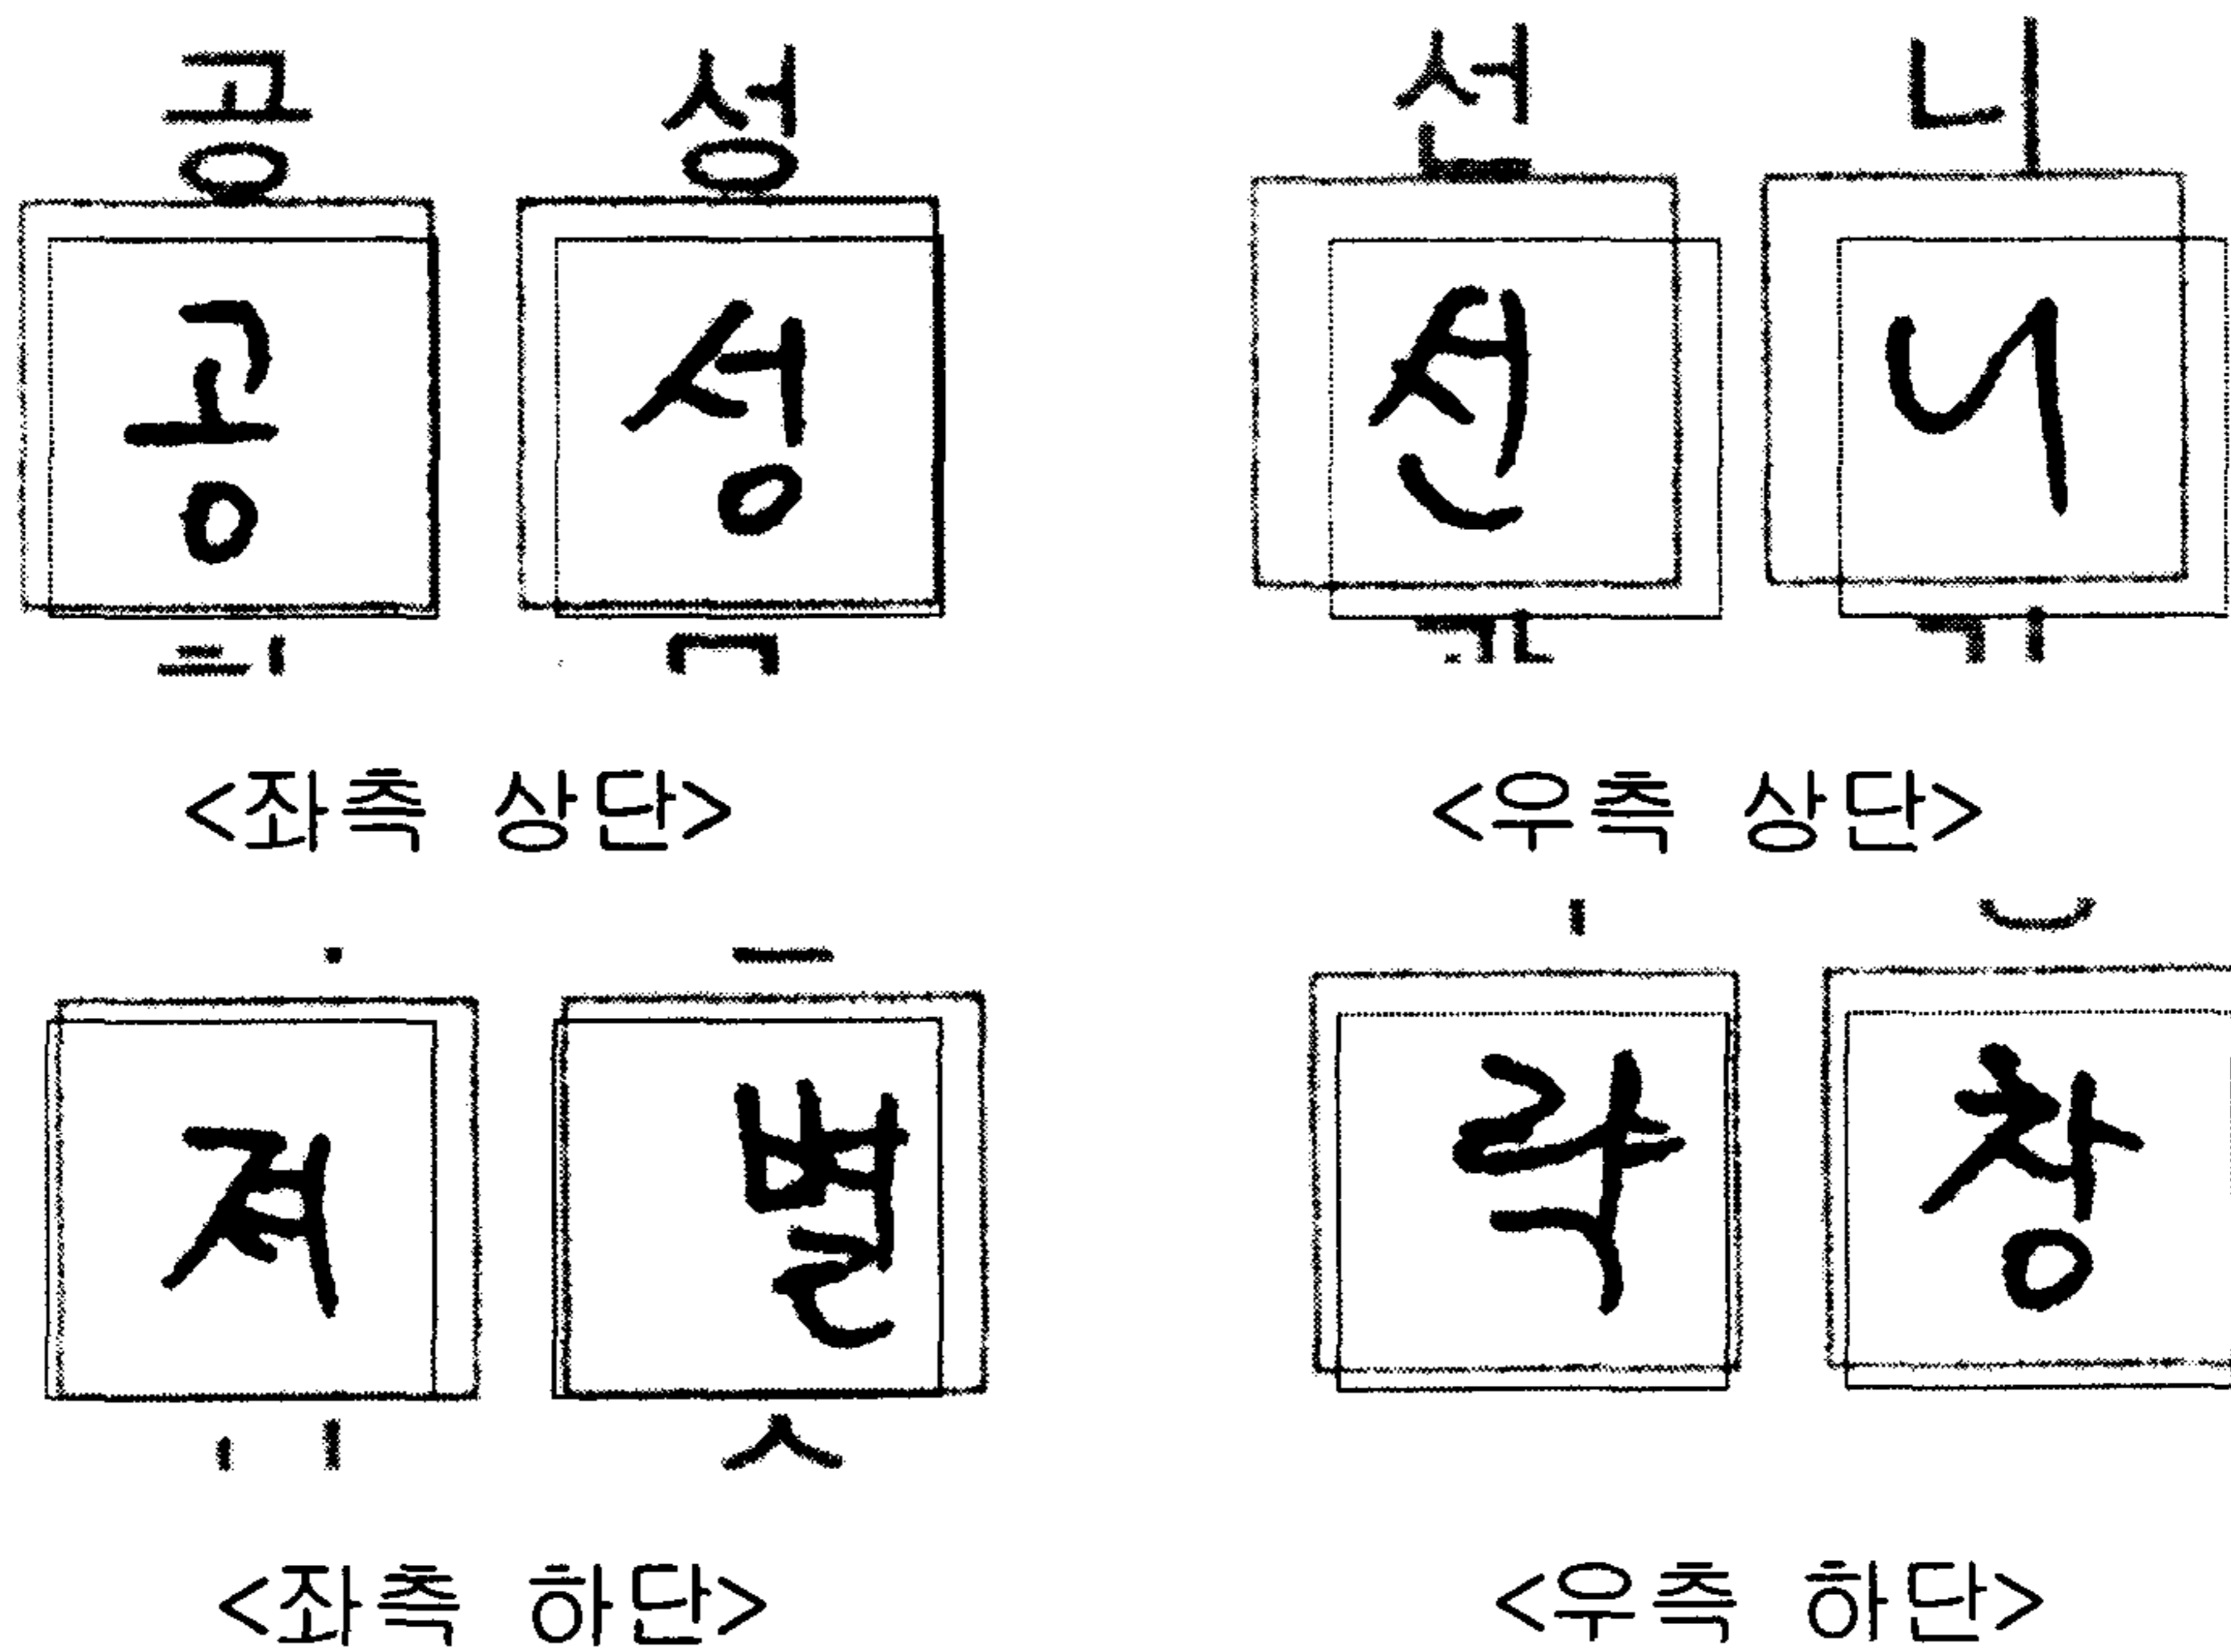 공 성 선 니
공 성 선 니
<좌측 상단> <우측 상단>
져 별 락 창
<좌측 하단> <우측 하단>